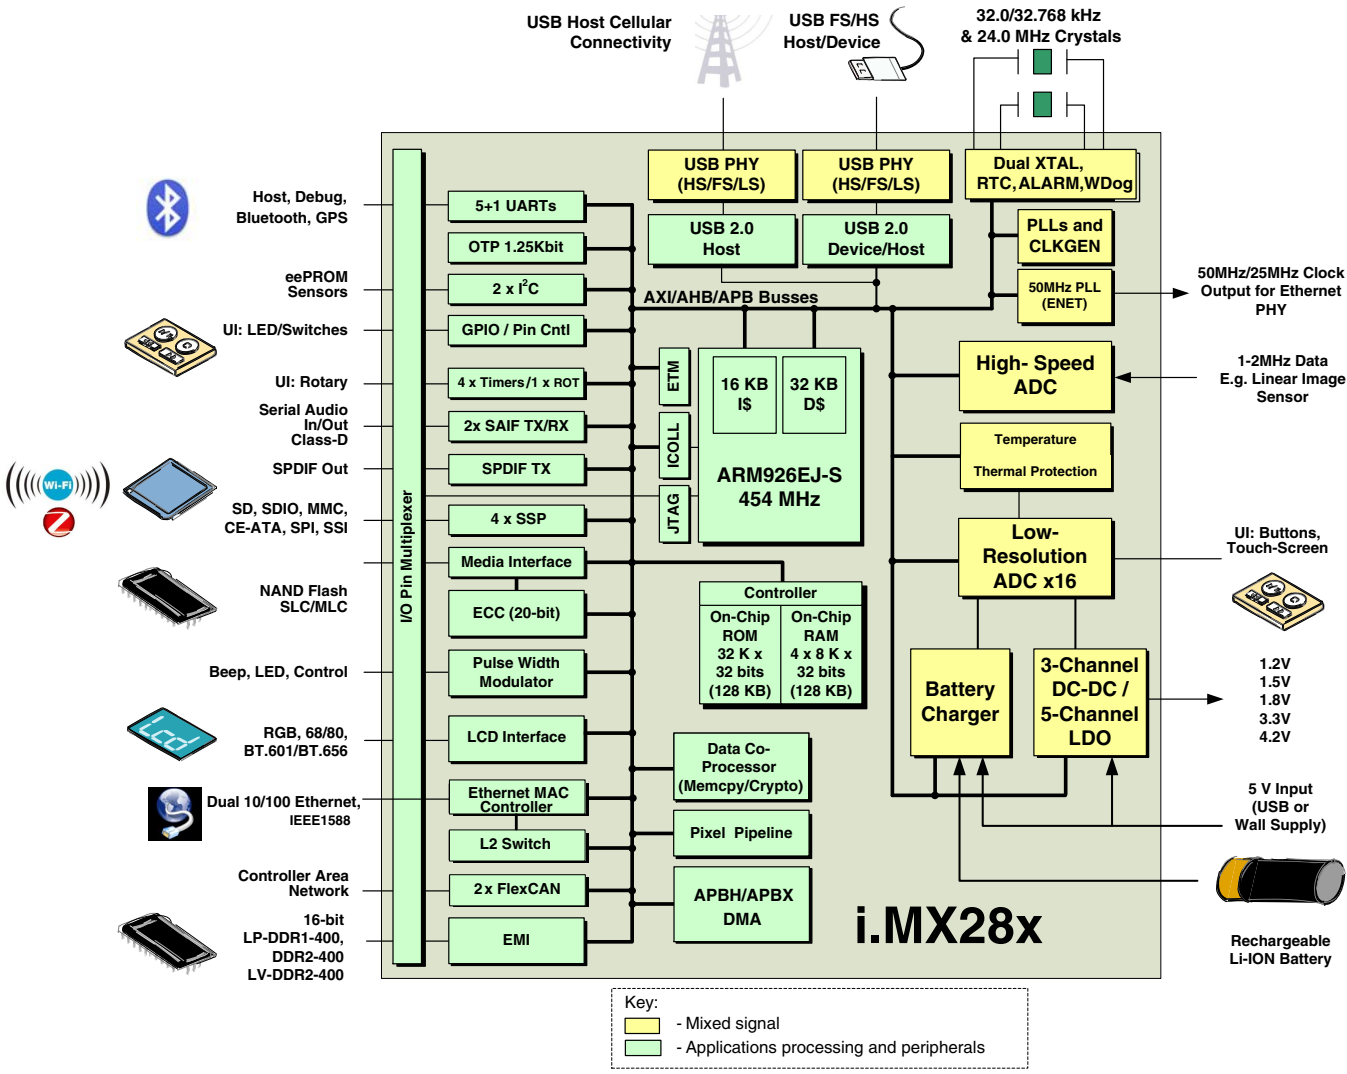 USB Host Cellular
Connectivity
USB FS/HS
Host/Device
32.0/32.768 kHz
& 24.0 MHz Crystals
USB PHY
(HS/FS/LS)
USB PHY
(HS/FS/LS)
Dual XTAL,
RTC,ALARM,WDog
USB 2.0
Host
USB 2.0
Device/Host
PLLs and
CLKGEN
50MHz PLL
(ENET)
50MHz/25MHz Clock
Output for Ethernet
PHY
AXI/AHB/APB Busses
I/O Pin Multiplexer
Host, Debug,
Bluetooth, GPS
5+1 UARTs
OTP 1.25Kbit
eePROM
Sensors
2 x I²C
UI: LED/Switches
GPIO / Pin Cntl
UI: Rotary
4 x Timers/1 x ROT
Serial Audio
In/Out
Class-D
2x SAIF TX/RX
SPDIF Out
SPDIF TX
Wi-Fi
SD, SDIO, MMC,
CE-ATA, SPI, SSI
4 x SSP
Media Interface
NAND Flash
SLC/MLC
ECC (20-bit)
Beep, LED, Control
Pulse Width
Modulator
lcd
RGB, 68/80,
BT.601/BT.656
LCD Interface
Dual 10/100 Ethernet,
IEEE1588
Ethernet MAC
Controller
L2 Switch
Controller Area
Network
2 x FlexCAN
16-bit
LP-DDR1-400,
DDR2-400
LV-DDR2-400
EMI
ETM
ICOLL
JTAG
16 KB
I$
32 KB
D$
ARM926EJ-S
454 MHz
Controller
On-Chip
ROM
32 K x
32 bits
(128 KB)
On-Chip
RAM
4 x 8 K x
32 bits
(128 KB)
Data Co-
Processor
(Memcpy/Crypto)
Pixel Pipeline
APBH/APBX
DMA
High- Speed
ADC
1-2MHz Data
E.g. Linear Image
Sensor
Temperature
Thermal Protection
Low-
Resolution
ADC x16
UI: Buttons,
Touch-Screen
Battery
Charger
3-Channel
DC-DC /
5-Channel
LDO
1.2V
1.5V
1.8V
3.3V
4.2V
5 V Input
(USB or
Wall Supply)
Rechargeable
Li-ION Battery
i.MX28x
Key:
- Mixed signal
- Applications processing and peripherals